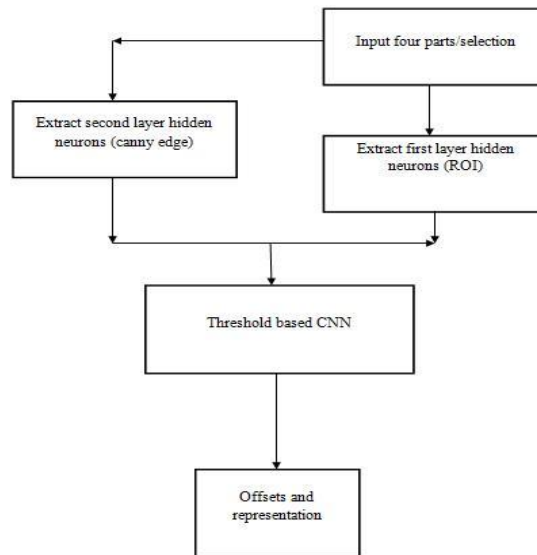 Input four parts/selection
Extract second layer hidden
neurons (canny edge)
Extract first layer hidden
neurons (ROI)
Threshold based CNN
Offsets and
representation